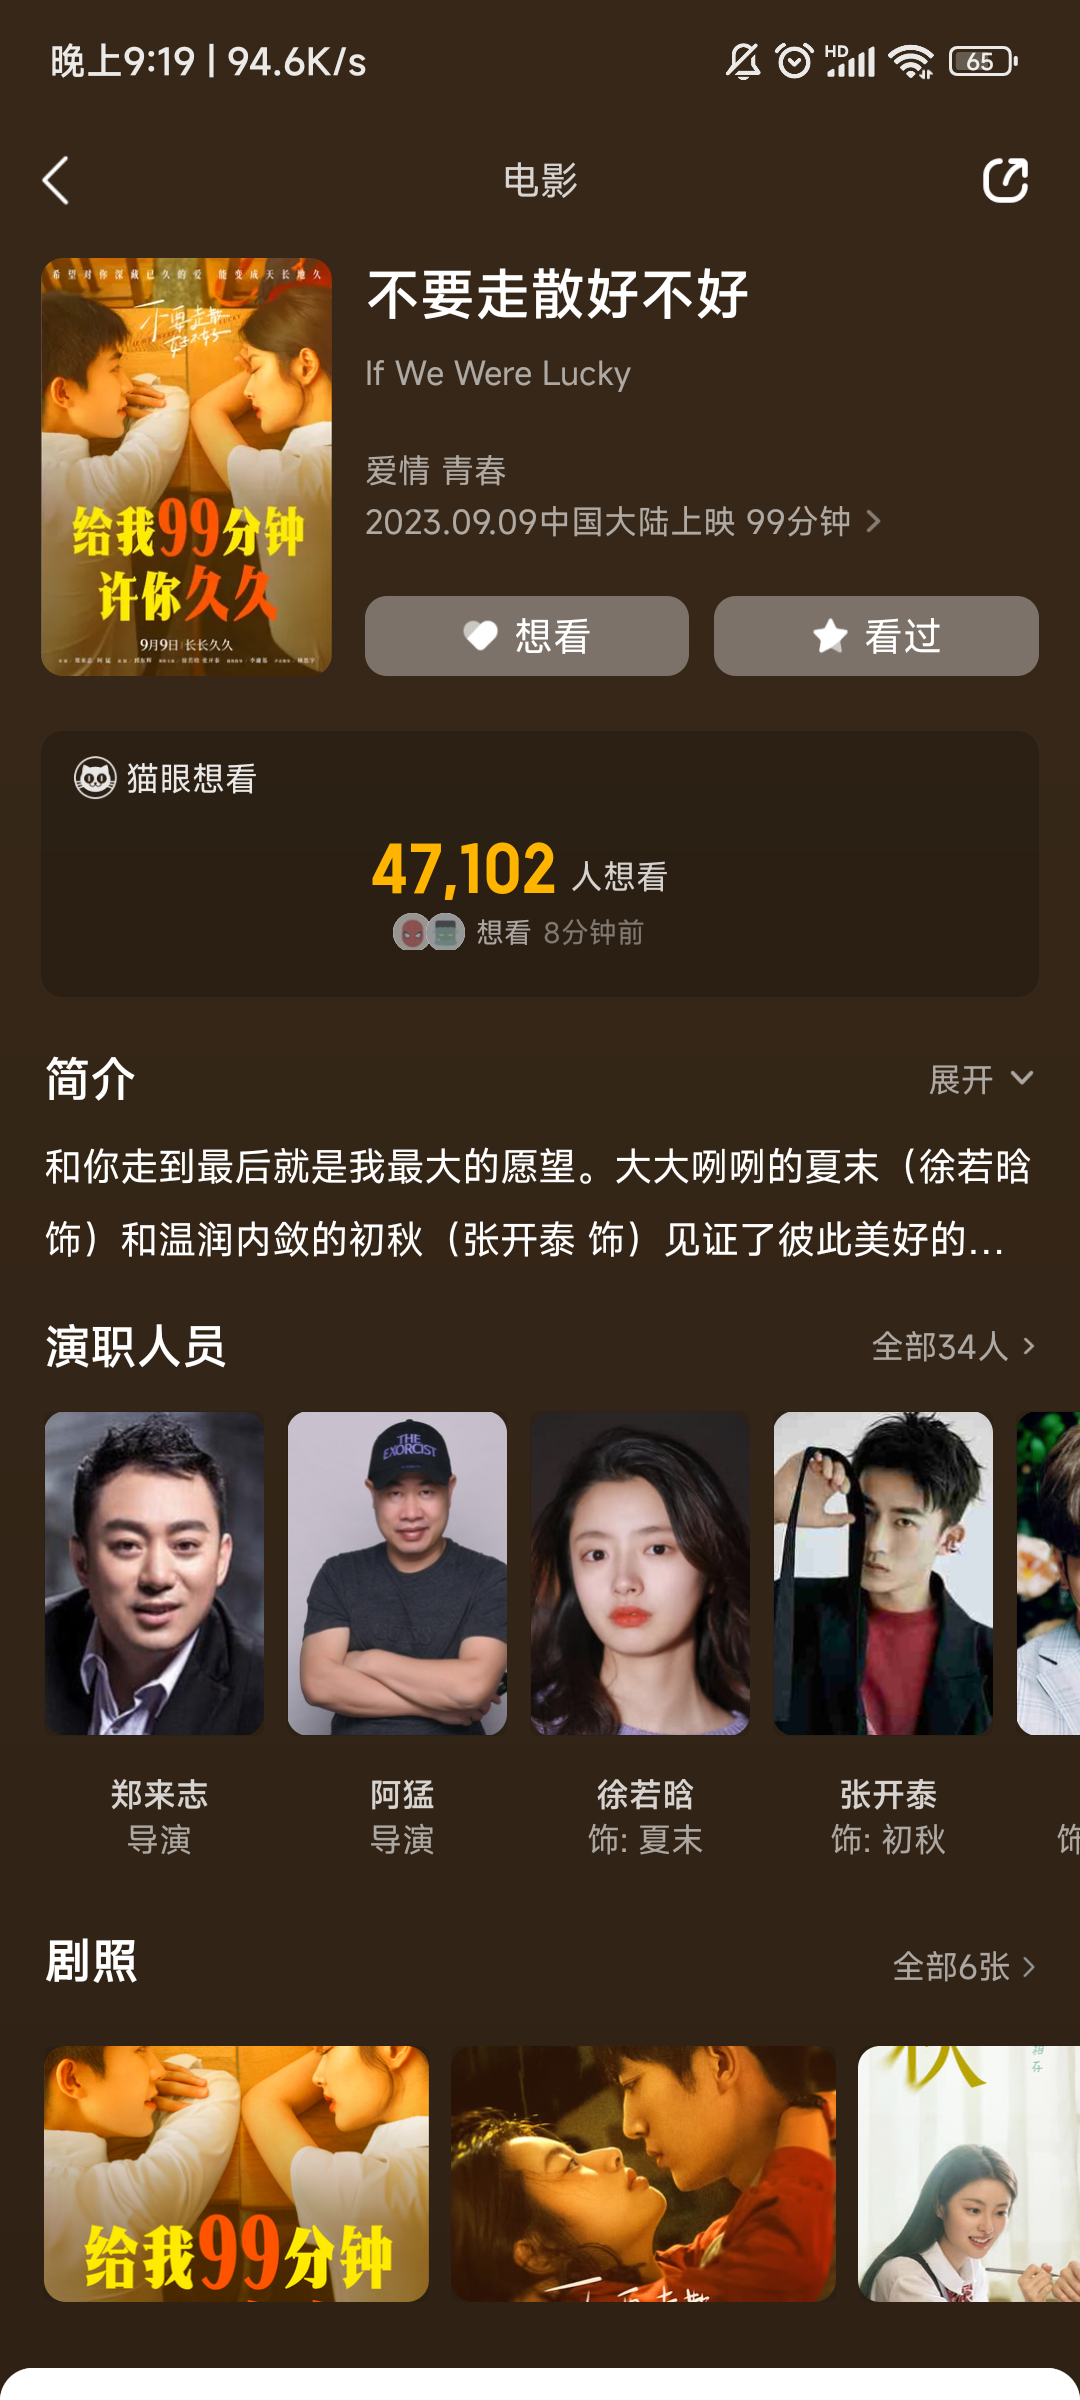 晚上9:19 | 94.6K/s
HD
65
电影
希望对你深藏已久的爱 能变成天长地久
不要走散
好不好
给我99分钟
许你久久
9月9日 长长久久
不要走散好不好
If We Were Lucky
爱情 青春
2023.09.09中国大陆上映 99分钟
想看
看过
猫眼想看
47,102 人想看
想看 8分钟前
简介
展开
和你走到最后就是我最大的愿望。大大咧咧的夏末（徐若晗
饰）和温润内敛的初秋（张开泰 饰）见证了彼此美好的...
演职人员
全部34人
THE
EXORCIST
郑来志
导演
阿猛
导演
徐若晗
饰: 夏末
张开泰
饰: 初秋
饰
剧照
全部6张
给我99分钟
不要走散
秋